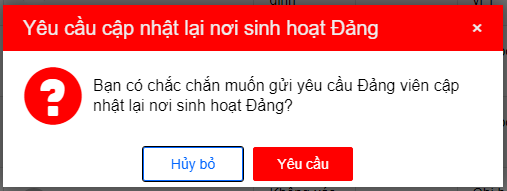 Yêu cầu cập nhật lại nơi sinh hoạt Đảng ×
Bạn có chắc chắn muốn gửi yêu cầu Đảng viên cập
nhật lại nơi sinh hoạt Đảng?
Hủy bỏ Yêu cầu